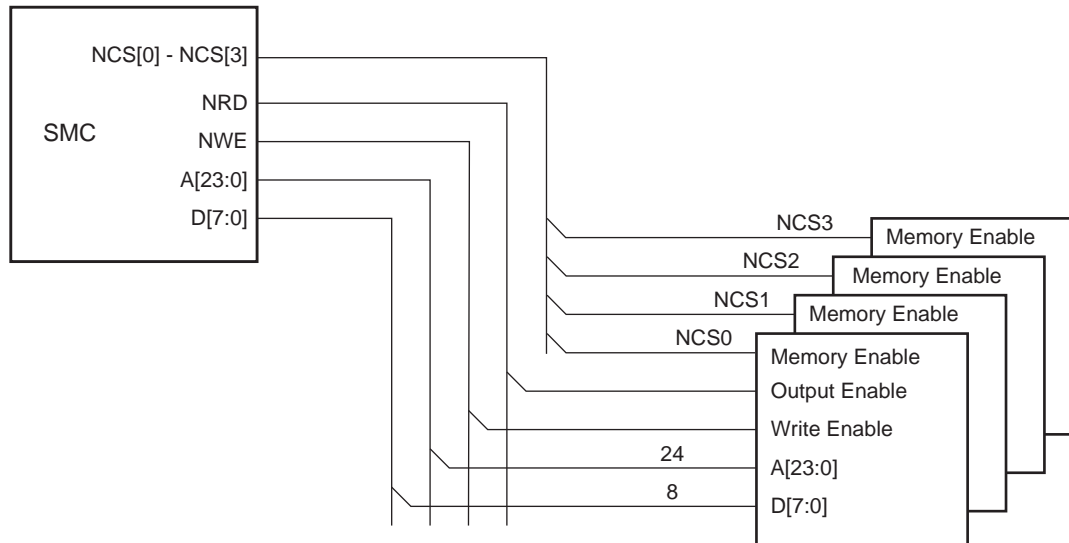 NCS[0] - NCS[3]
NRD
SMC
NWE
A[23:0]
D[7:0]
NCS3
Memory Enable
NCS2
Memory Enable
NCS1
Memory Enable
NCS0
Memory Enable
Output Enable
Write Enable
24
A[23:0]
8
D[7:0]